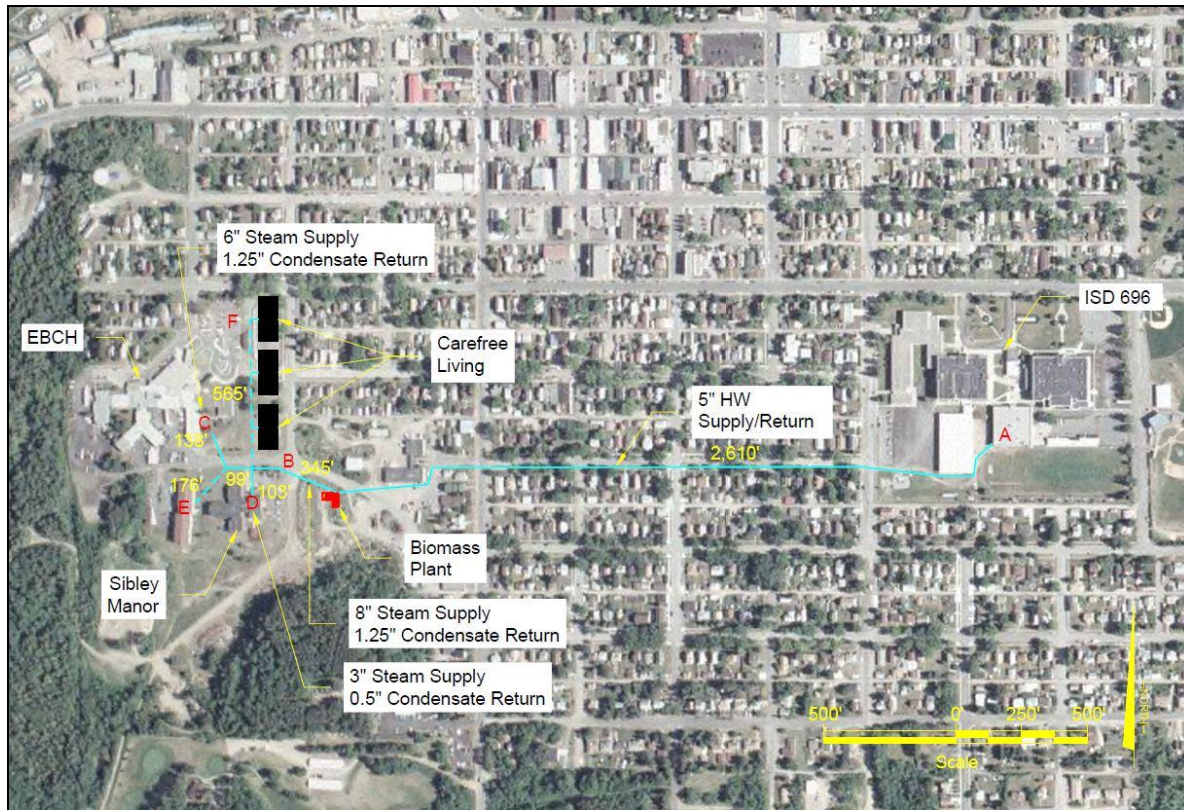 6" Steam Supply
1.25" Condensate Return
ISD 696
EBCH
F
Carefree
Living
565'
5" HW
Supply/Return
2,610'
C
A
B
345'
99'
176'
E
D
Sibley
Manor
Biomass
Plant
8" Steam Supply
1.25" Condensate Return
3" Steam Supply
0.5" Condensate Return
500'
0'
250'
500'
Scale
NORTH